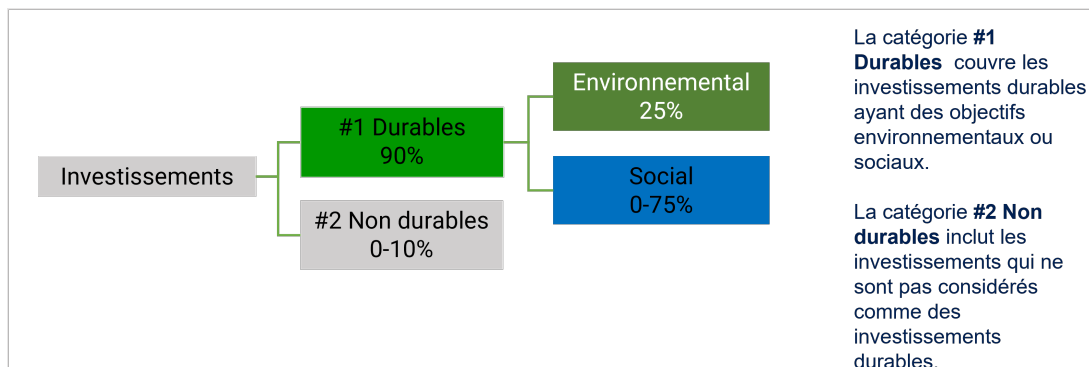 Investissements
#1 Durables
90%
#2 Non durables
0-10%
Environnemental
25%
Social
0-75%
La catégorie #1
Durables couvre les
investissements durables
ayant des objectifs
environnementaux ou
sociaux.
La catégorie #2 Non
durables inclut les
investissements qui ne
sont pas considérés
comme des
investissements
durables.